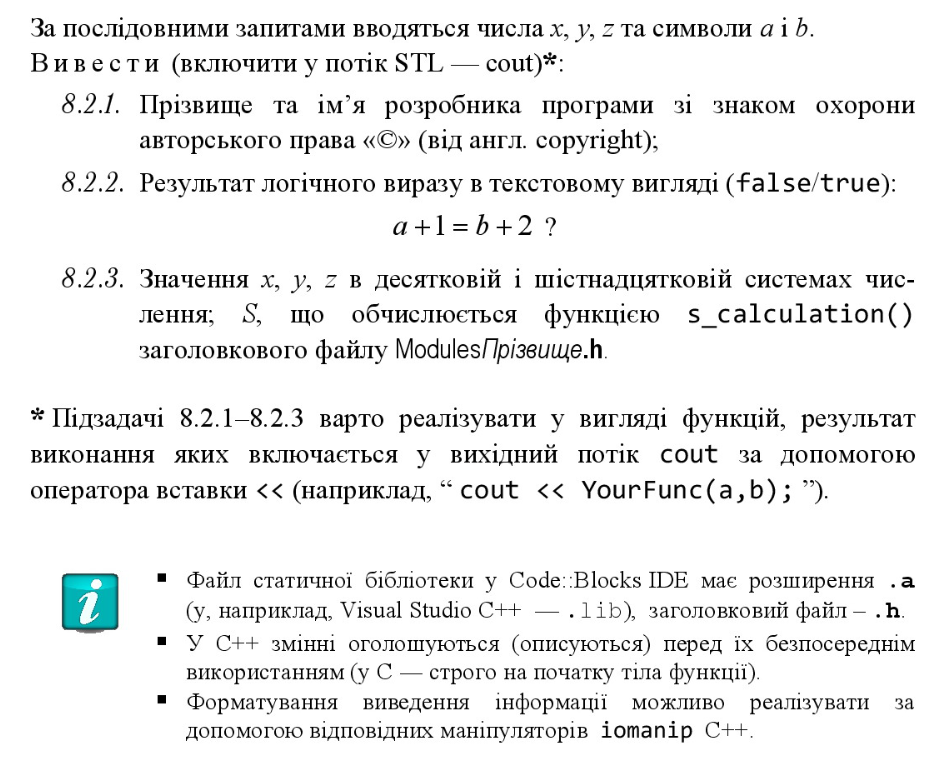 За послідовними запитами вводяться числа x, y, z та символи a і b.
Вивести (включити у потік STL — cout)*:
8.2.1. Прізвище та ім’я розробника програми зі знаком охорони
авторського права «©» (від англ. copyright);
8.2.2. Результат логічного виразу в текстовому вигляді (false/true):
a + 1 = b + 2 ?
8.2.3. Значення x, y, z в десятковій і шістнадцятковій системах чис-
лення; S, що обчислюється функцією s_calculation()
заголовкового файлу ModulesПрізвище.h.
* Підзадачі 8.2.1–8.2.3 варто реалізувати у вигляді функцій, результат
виконання яких включається у вихідний потік cout за допомогою
оператора вставки << (наприклад, “ cout << YourFunc(a,b); ”).
▪ Файл статичної бібліотеки у Code::Blocks IDE має розширення .a
(у, наприклад, Visual Studio C++ — .lib), заголовковий файл – .h.
▪ У C++ змінні оголошуються (описуються) перед їх безпосереднім
використанням (у C — строго на початку тіла функції).
▪ Форматування виведення інформації можливо реалізувати за
допомогою відповідних маніпуляторів iomanip C++.